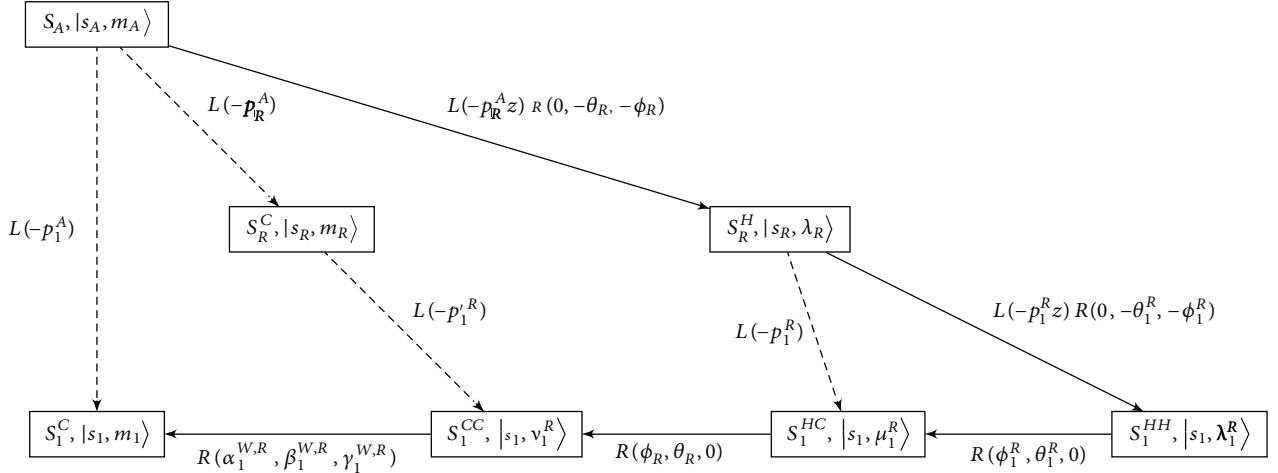 S_A, |s_A, m_A⟩
L(−p_R^A)
L(−p_R^A z) R(0, −θ_R, −ϕ_R)
L(−p_1^A)
S_R^C, |s_R, m_R⟩
S_R^H, |s_R, λ_R⟩
L(−p′_1^R)
L(−p_1^R)
L(−p_1^R z) R(0, −θ_1^R, −ϕ_1^R)
S_1^C, |s_1, m_1⟩
R(α_1^{W,R}, β_1^{W,R}, γ_1^{W,R})
S_1^{CC}, |s_1, ν_1^R⟩
R(ϕ_R, θ_R, 0)
S_1^{HC}, |s_1, μ_1^R⟩
R(ϕ_1^R, θ_1^R, 0)
S_1^{HH}, |s_1, λ_1^R⟩